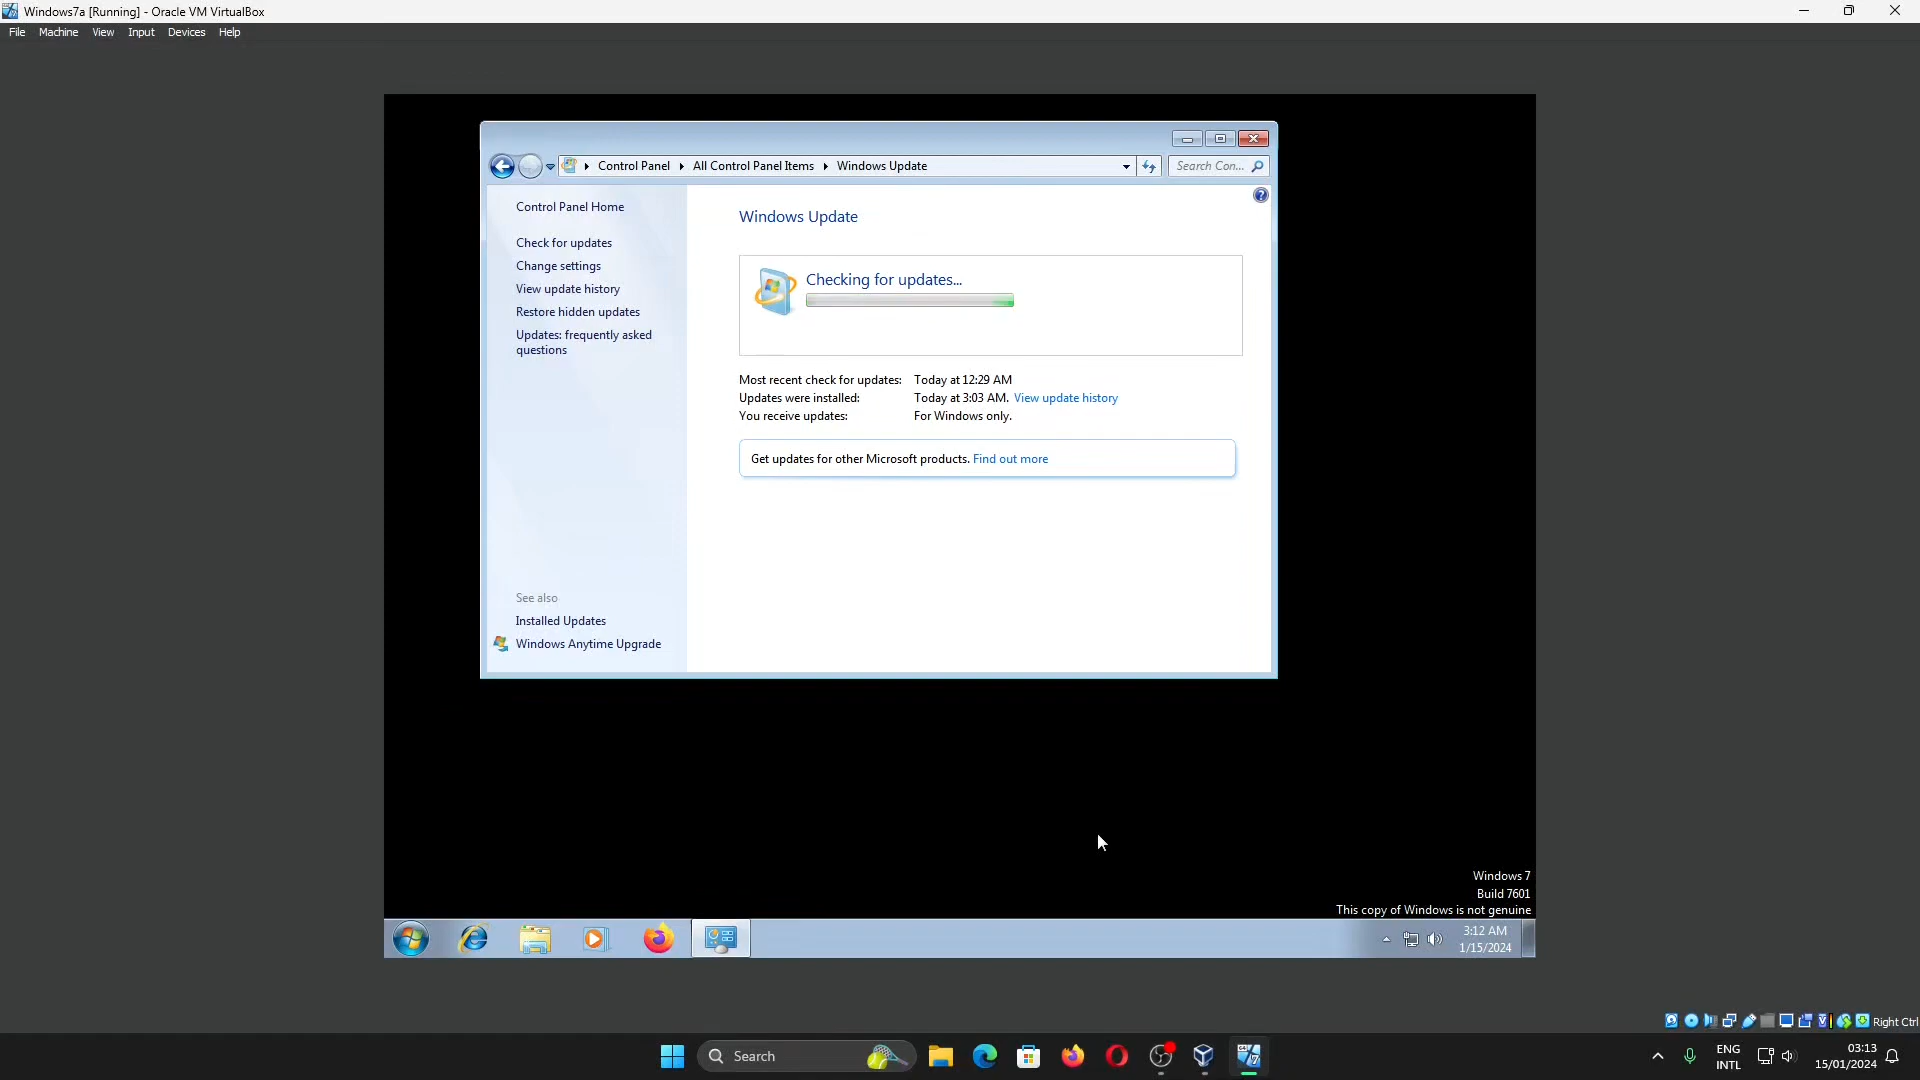 Windows7a [Running] - Oracle VM VirtualBox
File Machine View Input Devices Help
Control Panel All Control Panel Items Windows Update
Search Con...
Control Panel Home
Check for updates
Change settings
View update history
Restore hidden updates
Updates: frequently asked
questions
See also
Installed Updates
Windows Anytime Upgrade
Windows Update
Checking for updates...
Most recent check for updates: Today at 12:29 AM
Updates were installed: Today at 3:03 AM. View update history
You receive updates: For Windows only.
Get updates for other Microsoft products. Find out more
Windows 7
Build 7601
This copy of Windows is not genuine
3:12 AM
1/15/2024
Right Ctrl
Search
ENG
INTL
03:13
15/01/2024